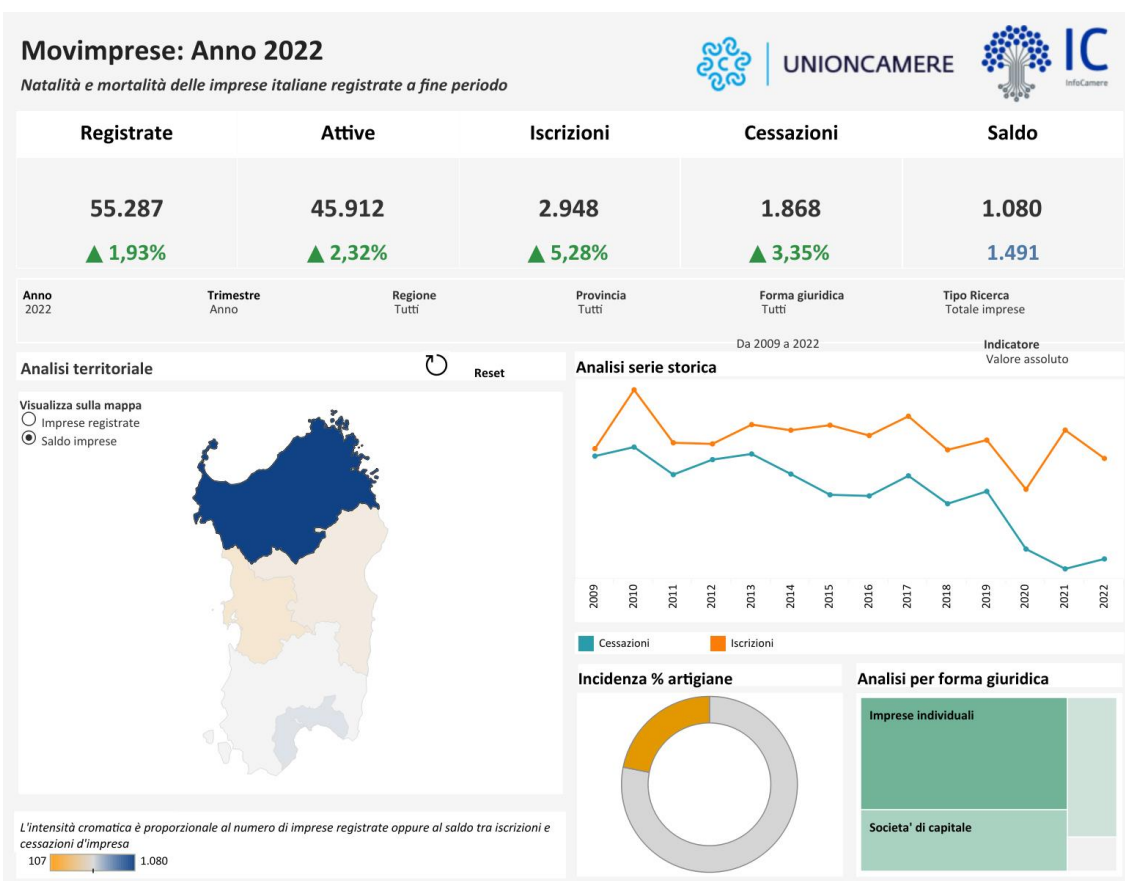 Movimprese: Anno 2022
Natalità e mortalità delle imprese italiane registrate a fine periodo
UNIONCAMERE
IC
InfoCamere
Registrate Attive Iscrizioni Cessazioni Saldo
55.287 45.912 2.948 1.868 1.080
▲ 1,93% ▲ 2,32% ▲ 5,28% ▲ 3,35% 1.491
Anno Trimestre Regione Provincia Forma giuridica Tipo Ricerca
2022 Anno Tutti Tutti Tutti Totale imprese
Da 2009 a 2022 Indicatore
Valore assoluto
Analisi territoriale Reset
Visualizza sulla mappa
Imprese registrate
Saldo imprese
L'intensità cromatica è proporzionale al numero di imprese registrate oppure al saldo tra iscrizioni e
cessazioni d'impresa
107 1.080
Analisi serie storica
2009 2010 2011 2012 2013 2014 2015 2016 2017 2018 2019 2020 2021 2022
Cessazioni Iscrizioni
Incidenza % artigiane
Analisi per forma giuridica
Imprese individuali
Societa' di capitale